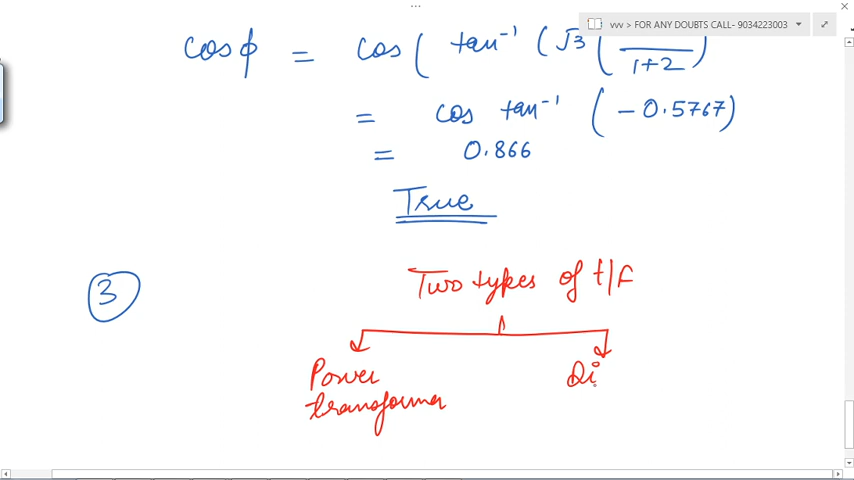 vvv > FOR ANY DOUBTS CALL- 9034223003
cos φ = cos ( tan⁻¹ ( √3 ( / 1+2 )
= cos tan⁻¹ ( -0.5767)
= 0.866
True
3
Two types of t/f
Power
transformer
Di